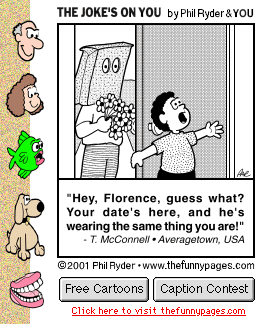 THE JOKE'S ON YOU by Phil Ryder & YOU
"Hey, Florence, guess what?
Your date's here, and he's
wearing the same thing you are!"
- T. McConnell • Averagetown, USA
©2001 Phil Ryder • www.thefunnypages.com
Free Cartoons
Caption Contest
Click here to visit thefunnypages.com